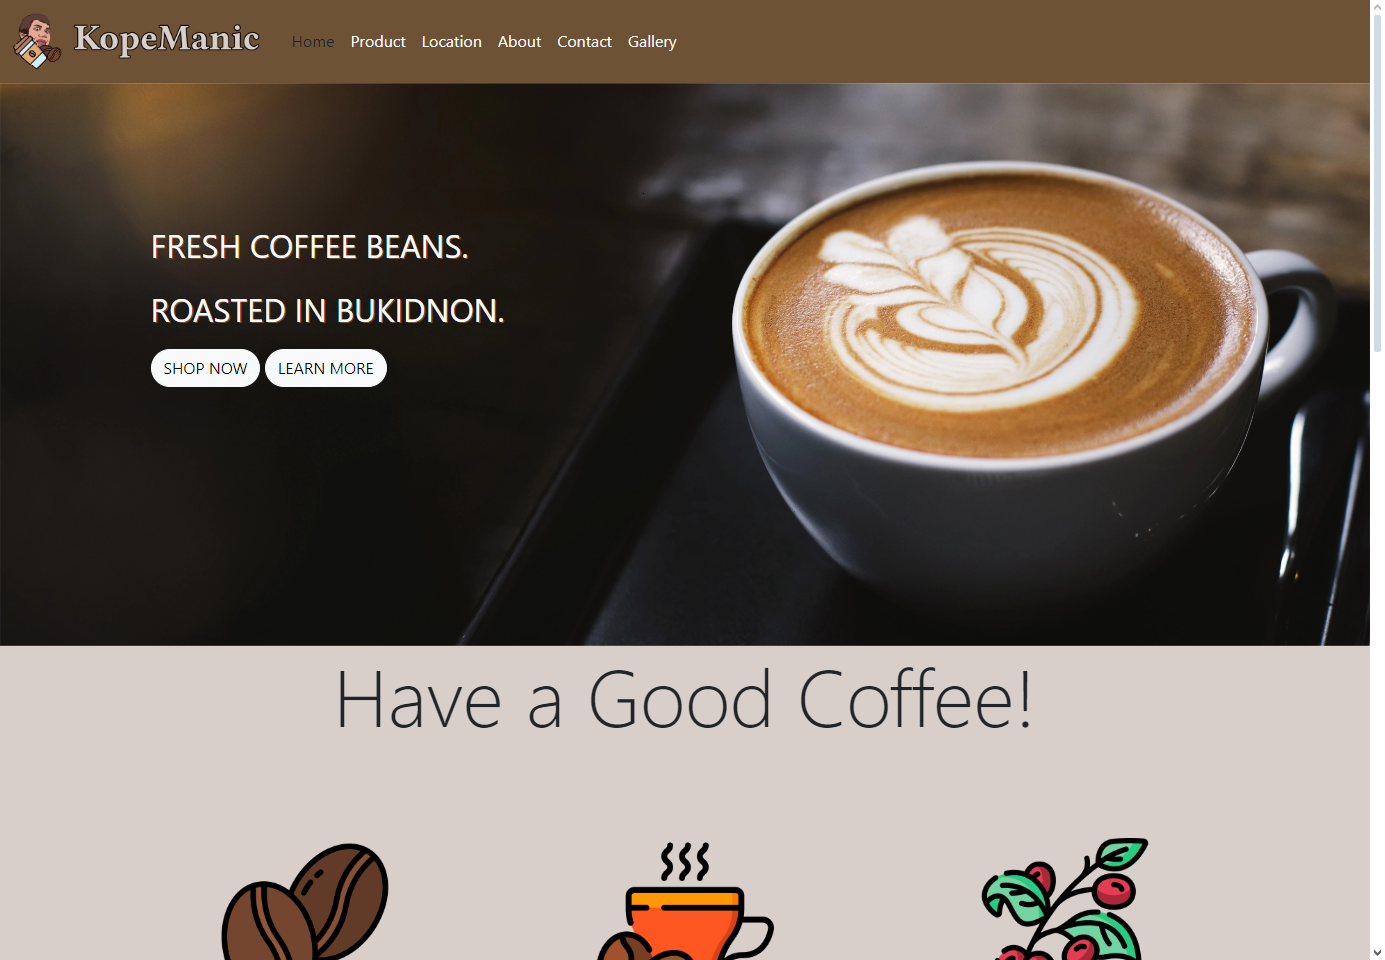 KopeManic
Home Product Location About Contact Gallery
FRESH COFFEE BEANS.
ROASTED IN BUKIDNON.
SHOP NOW LEARN MORE
Have a Good Coffee!